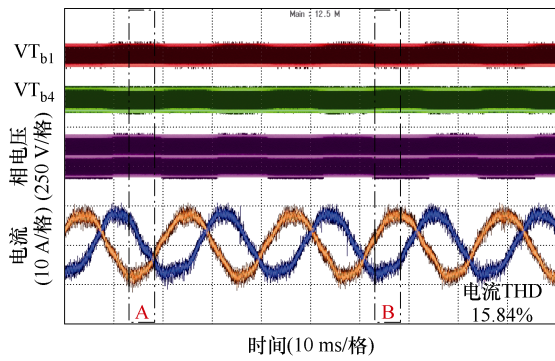 Main : 12.5 M
VTb1
VTb4
相电压
(250 V/格)
电流
(10 A/格)
A
B
电流THD
15.84%
时间(10 ms/格)